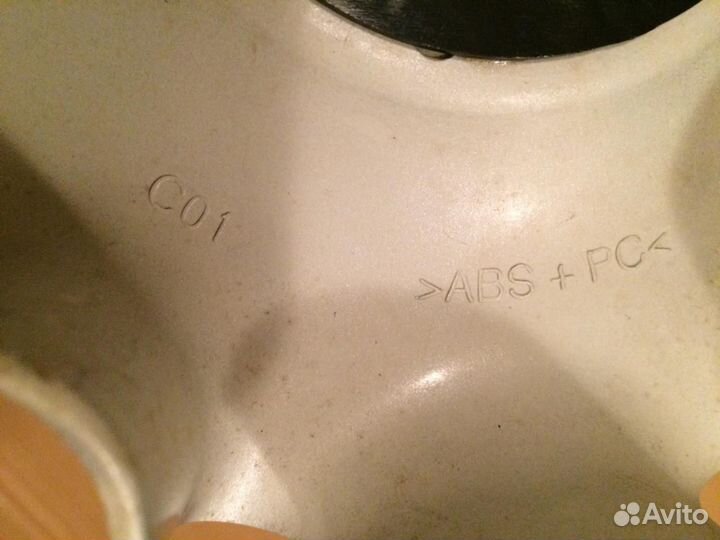 C01
>ABS + PC<
Avito